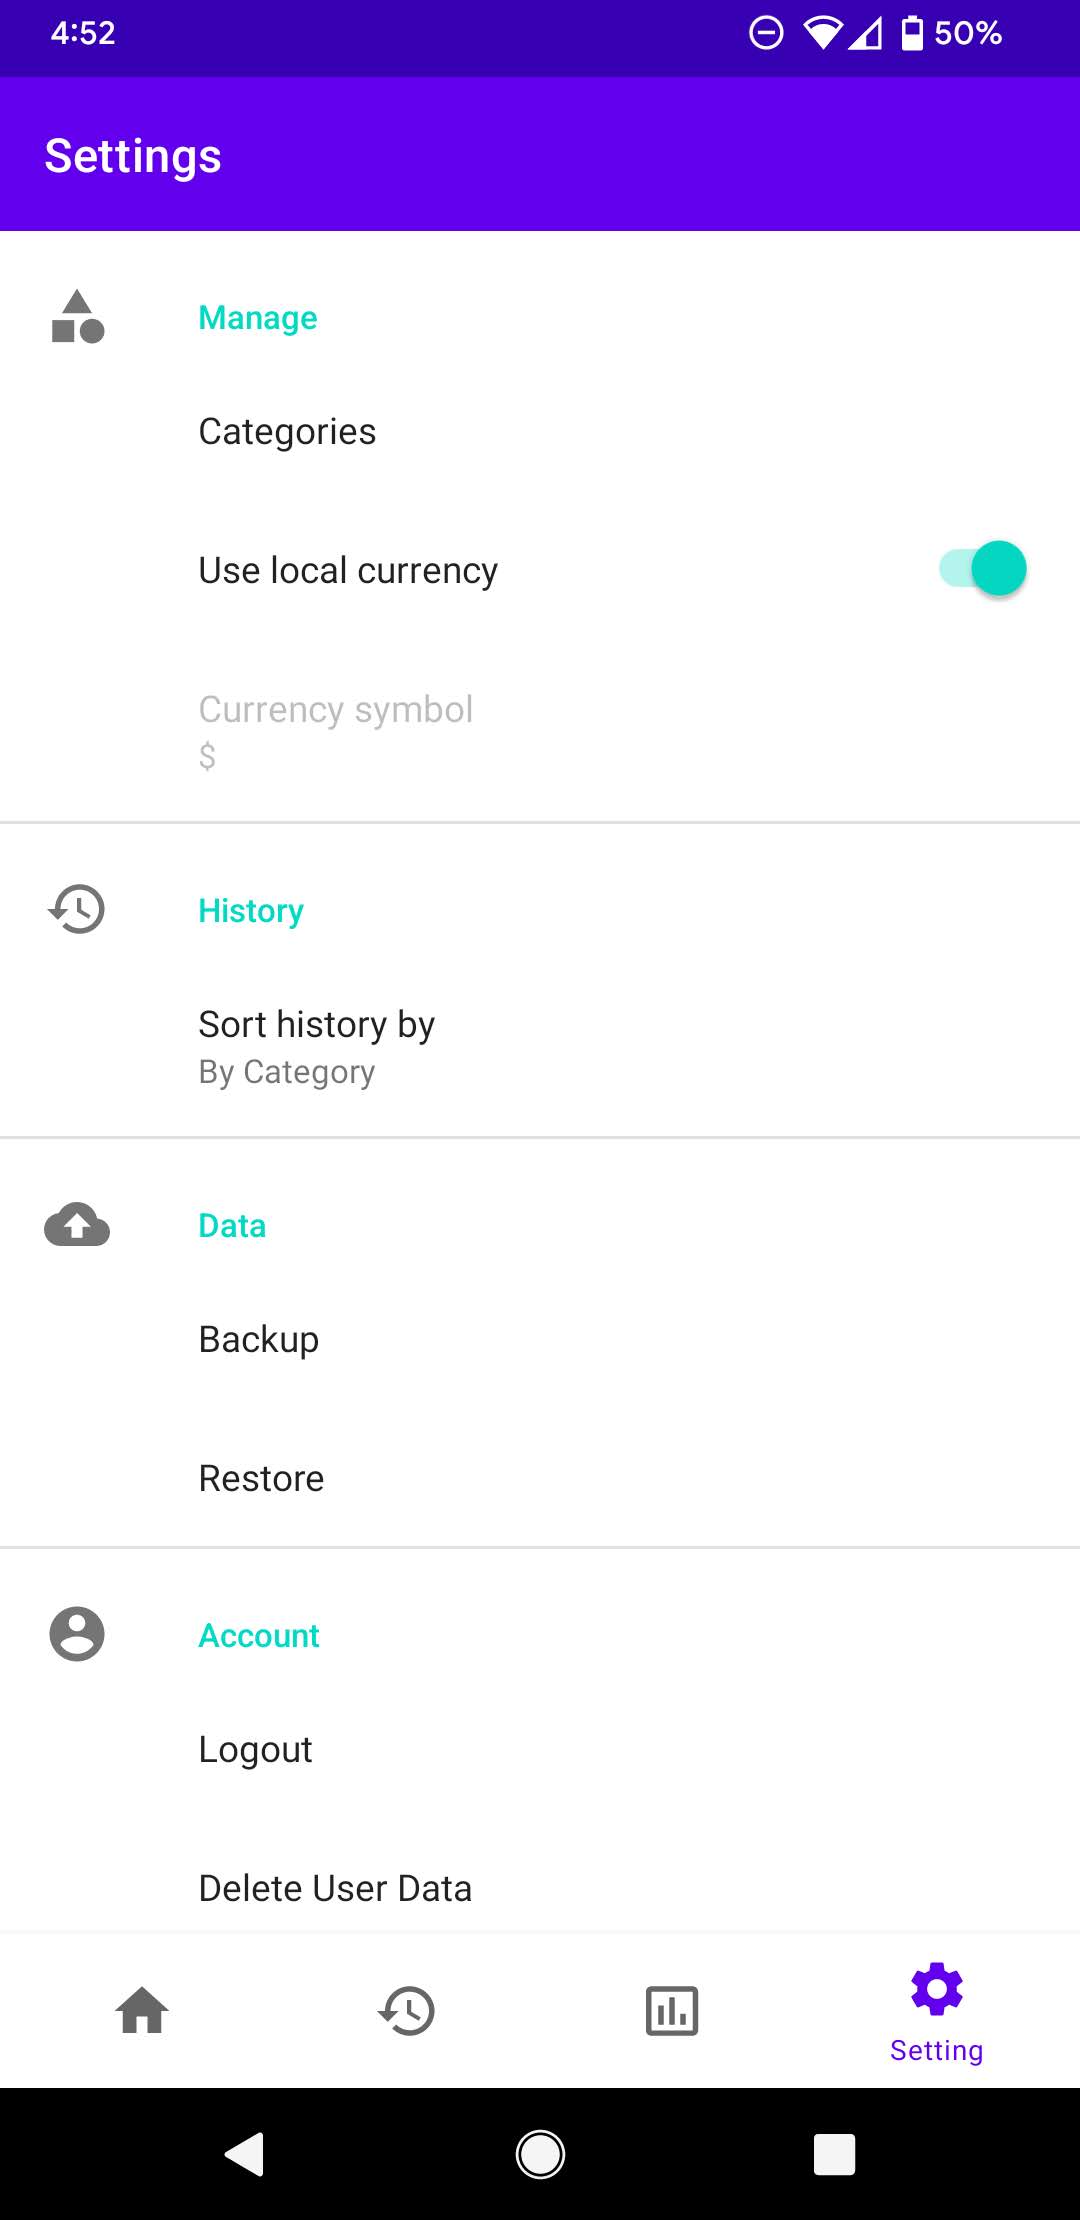 4:52
50%
Settings
Manage
Categories
Use local currency
Currency symbol
$
History
Sort history by
By Category
Data
Backup
Restore
Account
Logout
Delete User Data
Setting